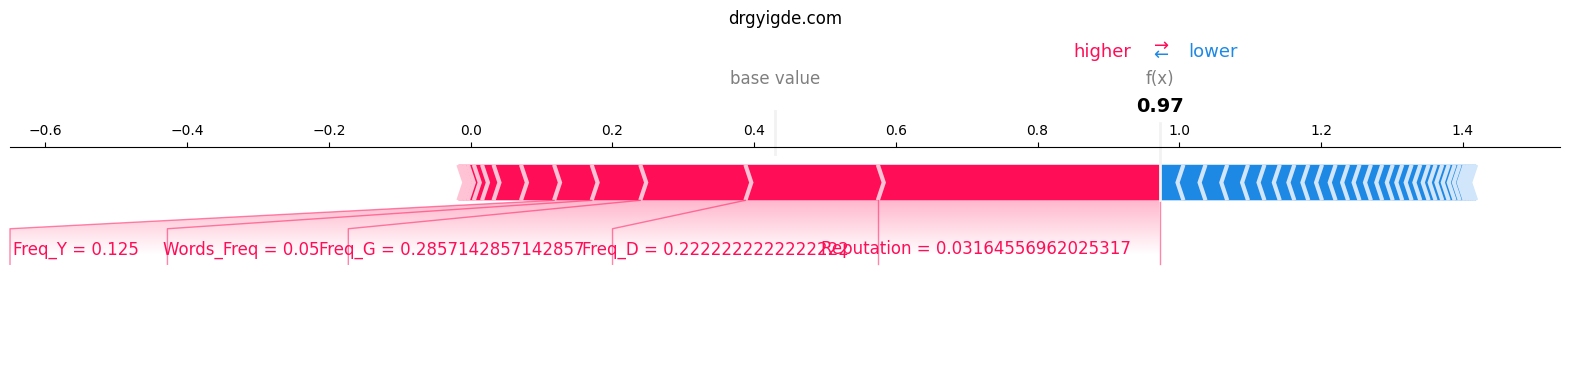 drgyigde.com
higher ⇄ lower
base value f(x)
0.97
−0.6 −0.4 −0.2 0.0 0.2 0.4 0.6 0.8 1.0 1.2 1.4
Freq_Y = 0.125 Words_Freq = 0.05 Freq_G = 0.2857142857142857 Freq_D = 0.2222222222222222 Reputation = 0.03164556962025317